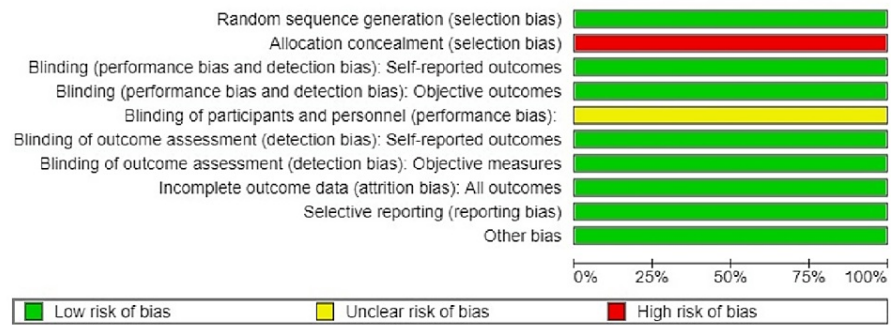 Random sequence generation (selection bias)
Allocation concealment (selection bias)
Blinding (performance bias and detection bias): Self-reported outcomes
Blinding (performance bias and detection bias): Objective outcomes
Blinding of participants and personnel (performance bias):
Blinding of outcome assessment (detection bias): Self-reported outcomes
Blinding of outcome assessment (detection bias): Objective measures
Incomplete outcome data (attrition bias): All outcomes
Selective reporting (reporting bias)
Other bias
0% 25% 50% 75% 100%
Low risk of bias Unclear risk of bias High risk of bias